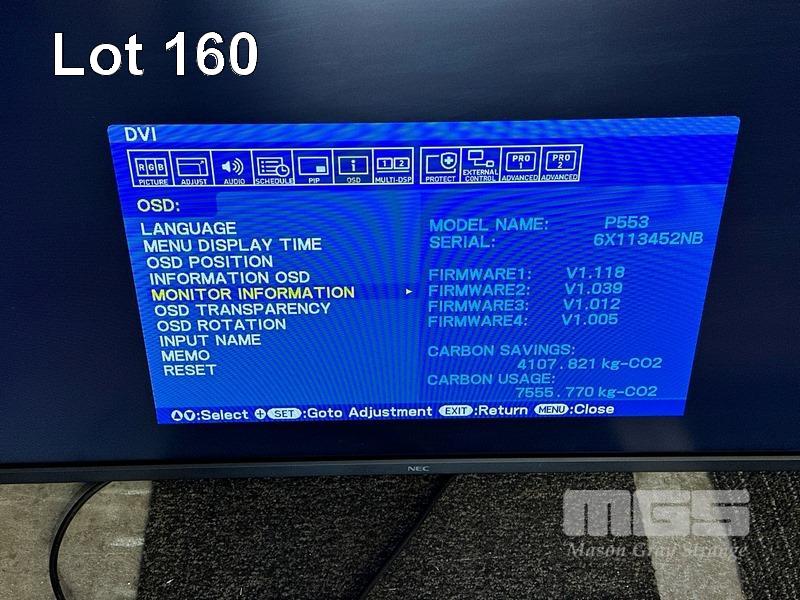 Lot 160
DVI
RGB
1 2
PRO 1
PRO 2
PICTURE ADJUST AUDIO SCHEDULE PIP OSD MULTI-DSP PROTECT EXTERNAL CONTROL ADVANCED ADVANCED
OSD:
LANGUAGE
MENU DISPLAY TIME
OSD POSITION
INFORMATION OSD
MONITOR INFORMATION
OSD TRANSPARENCY
OSD ROTATION
INPUT NAME
MEMO
RESET
MODEL NAME: P553
SERIAL: 6X113452NB
FIRMWARE1: V1.118
FIRMWARE2: V1.039
FIRMWARE3: V1.012
FIRMWARE4: V1.005
CARBON SAVINGS:
4107.821 kg-CO2
CARBON USAGE:
7555.770 kg-CO2
:Select SET :Goto Adjustment EXIT :Return MENU :Close
NEC
MGS
Mason Gray Strange